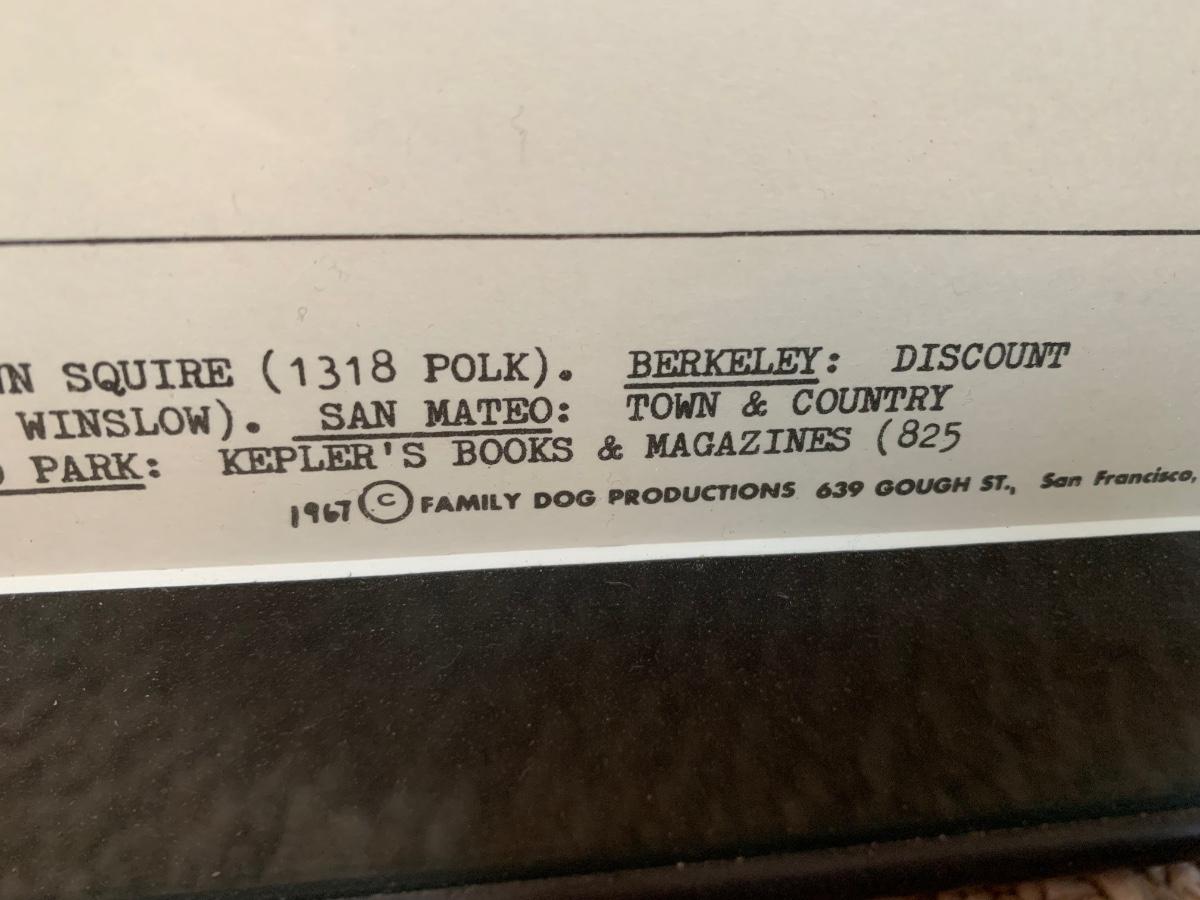 N SQUIRE (1318 POLK). BERKELEY: DISCOUNT
WINSLOW). SAN MATEO: TOWN & COUNTRY
PARK: KEPLER'S BOOKS & MAGAZINES (825
1967 © FAMILY DOG PRODUCTIONS 639 GOUGH ST., San Francisco,